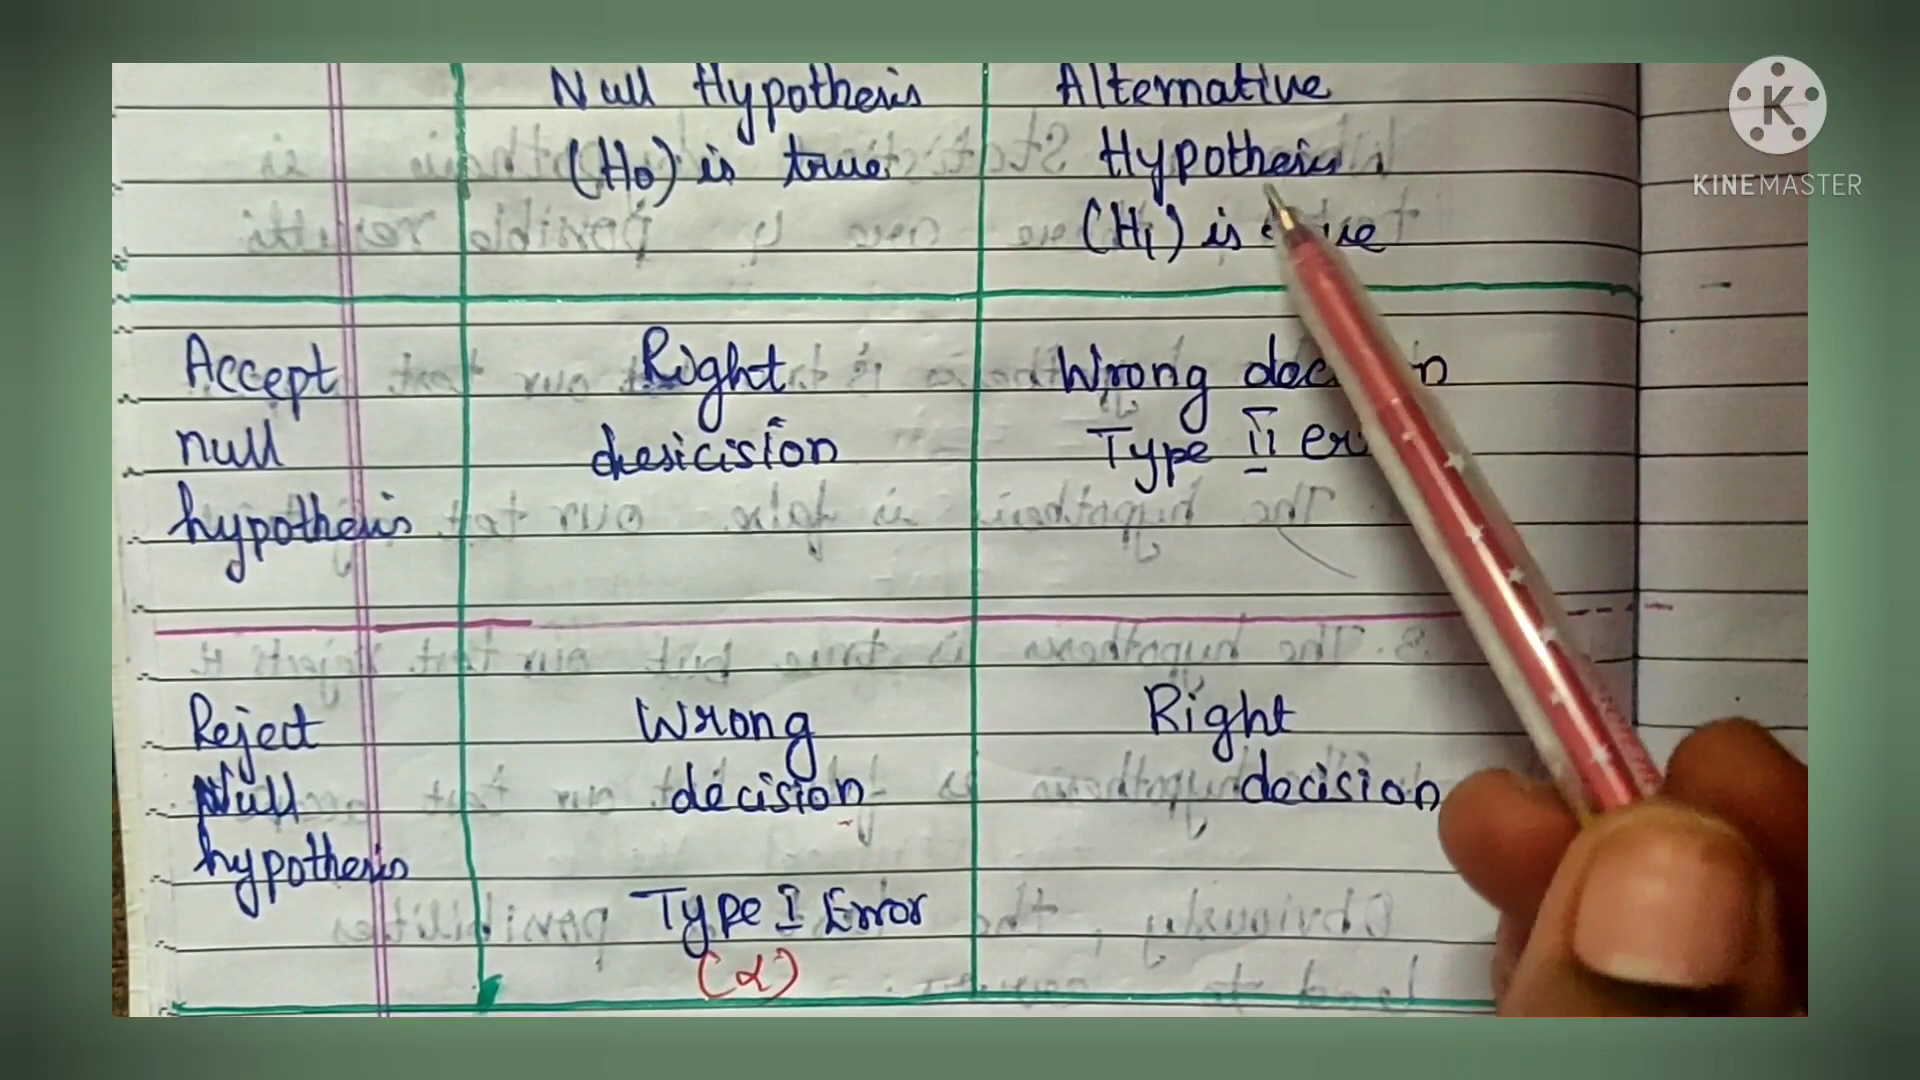 Null Hypothesis
(H0) is true
Alternative
Hypothesis
(H1) is
KINEMASTER
Accept
null
hypothesis
Right
desicision
Wrong
Type II
Reject
Null
hypothesis
Wrong
decision
Type I Error
(α)
Right
decision